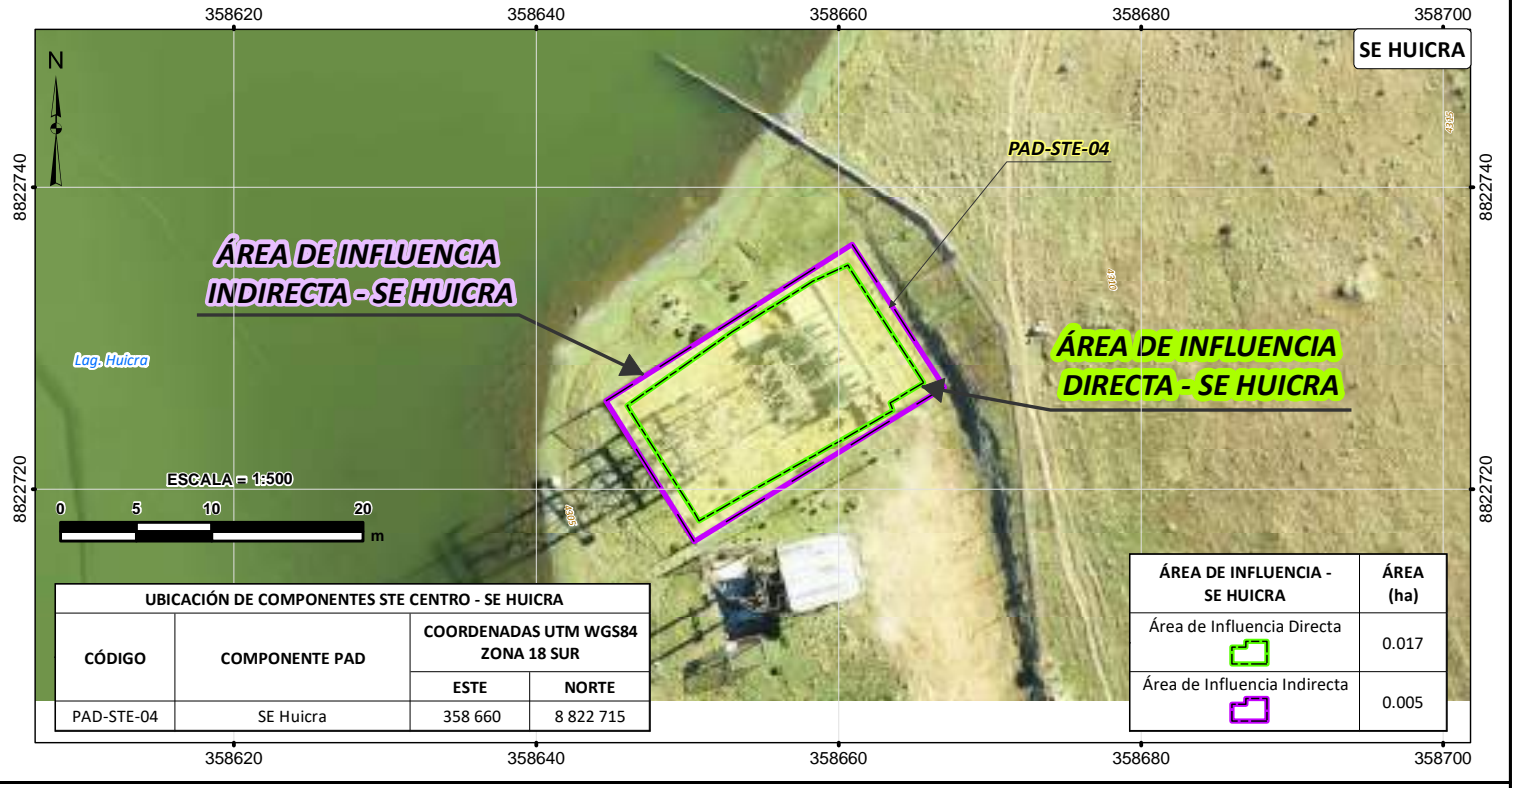 358620
358640
358660
358680
358700
SE HUICRA
N
4315
PAD-STE-04
8822740
8822740
ÁREA DE INFLUENCIA
INDIRECTA - SE HUICRA
4310
ÁREA DE INFLUENCIA
DIRECTA - SE HUICRA
Lag. Huicra
ESCALA = 1:500
0 5 10 20
m
8822720
8822720
4305
UBICACIÓN DE COMPONENTES STE CENTRO - SE HUICRA
CÓDIGO
COMPONENTE PAD
COORDENADAS UTM WGS84
ZONA 18 SUR
ESTE
NORTE
PAD-STE-04
SE Huicra
358 660
8 822 715
ÁREA DE INFLUENCIA -
SE HUICRA
ÁREA
(ha)
Área de Influencia Directa
0.017
Área de Influencia Indirecta
0.005
358620
358640
358660
358680
358700